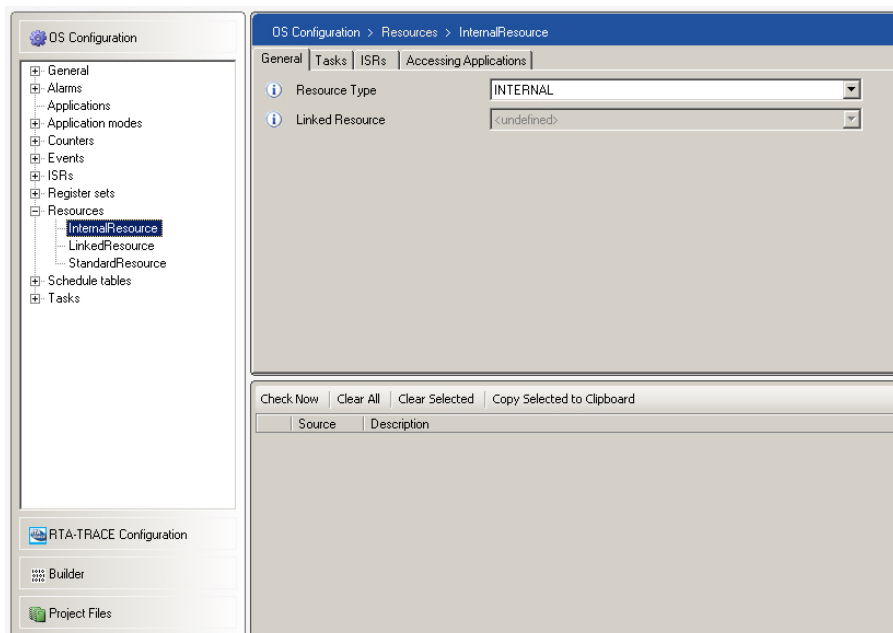 OS Configuration
General
Alarms
Applications
Application modes
Counters
Events
ISRs
Register sets
Resources
InternalResource
LinkedResource
StandardResource
Schedule tables
Tasks
RTA-TRACE Configuration
Builder
Project Files
OS Configuration > Resources > InternalResource
General Tasks ISRs Accessing Applications
Resource Type INTERNAL
Linked Resource <undefined>
Check Now Clear All Clear Selected Copy Selected to Clipboard
Source Description